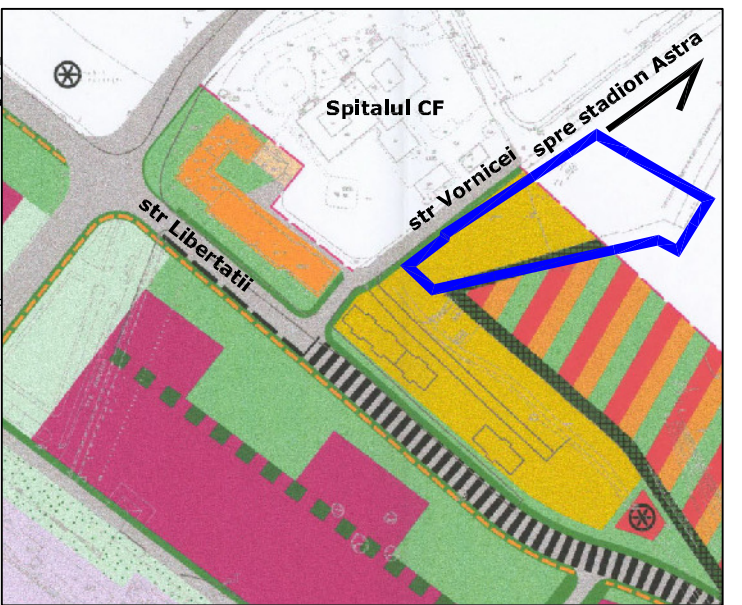 spre stadion Astra
Spitalul CF
str Vornicei
str Libertatii